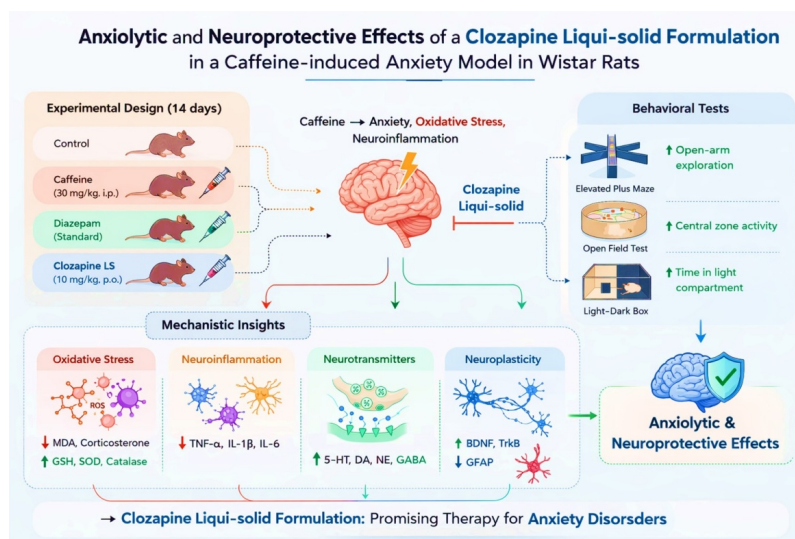 Anxiolytic and Neuroprotective Effects of a Clozapine Liqui-solid Formulation
in a Caffeine-induced Anxiety Model in Wistar Rats
Experimental Design (14 days)
Control
Caffeine
(30 mg/kg, i.p.)
Diazepam
(Standard)
Clozapine LS
(10 mg/kg, p.o.)
Caffeine → Anxiety, Oxidative Stress,
Neuroinflammation
Clozapine
Liqui-solid
Behavioral Tests
Elevated Plus Maze
↑ Open-arm
exploration
Open Field Test
↑ Central zone activity
Light-Dark Box
↑ Time in light
compartment
Mechanistic Insights
Oxidative Stress
ROS
↓ MDA, Corticosterone
↑ GSH, SOD, Catalase
Neuroinflammation
↓ TNF-α, IL-1β, IL-6
Neurotransmitters
↑ 5-HT, DA, NE, GABA
Neuroplasticity
↑ BDNF, TrkB
↓ GFAP
Anxiolytic &
Neuroprotective Effects
→ Clozapine Liqui-solid Formulation: Promising Therapy for Anxiety Disorsders